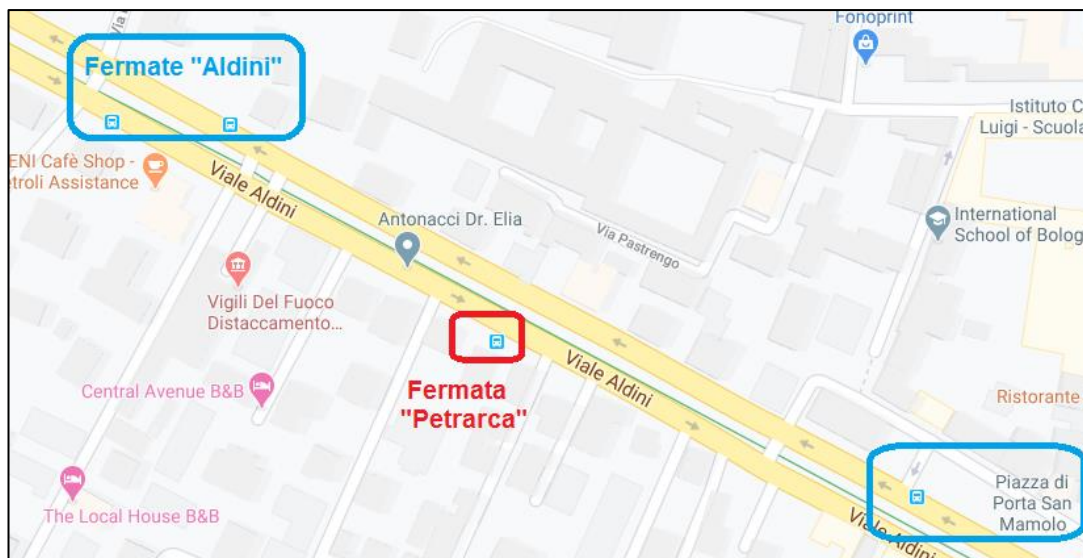 Fonoprint
Fermate "Aldini"
Istituto C
Luigi - Scuola
ENI Cafè Shop -
troli Assistance
Viale Aldini
Antonacci Dr. Elia
Via Pastrengo
International
School of Bolog
Vigili Del Fuoco
Distaccamento...
Viale Aldini
Central Avenue B&B
Fermata
"Petrarca"
Ristorante
Piazza di
Porta San
Mamolo
The Local House B&B
Viale Aldini